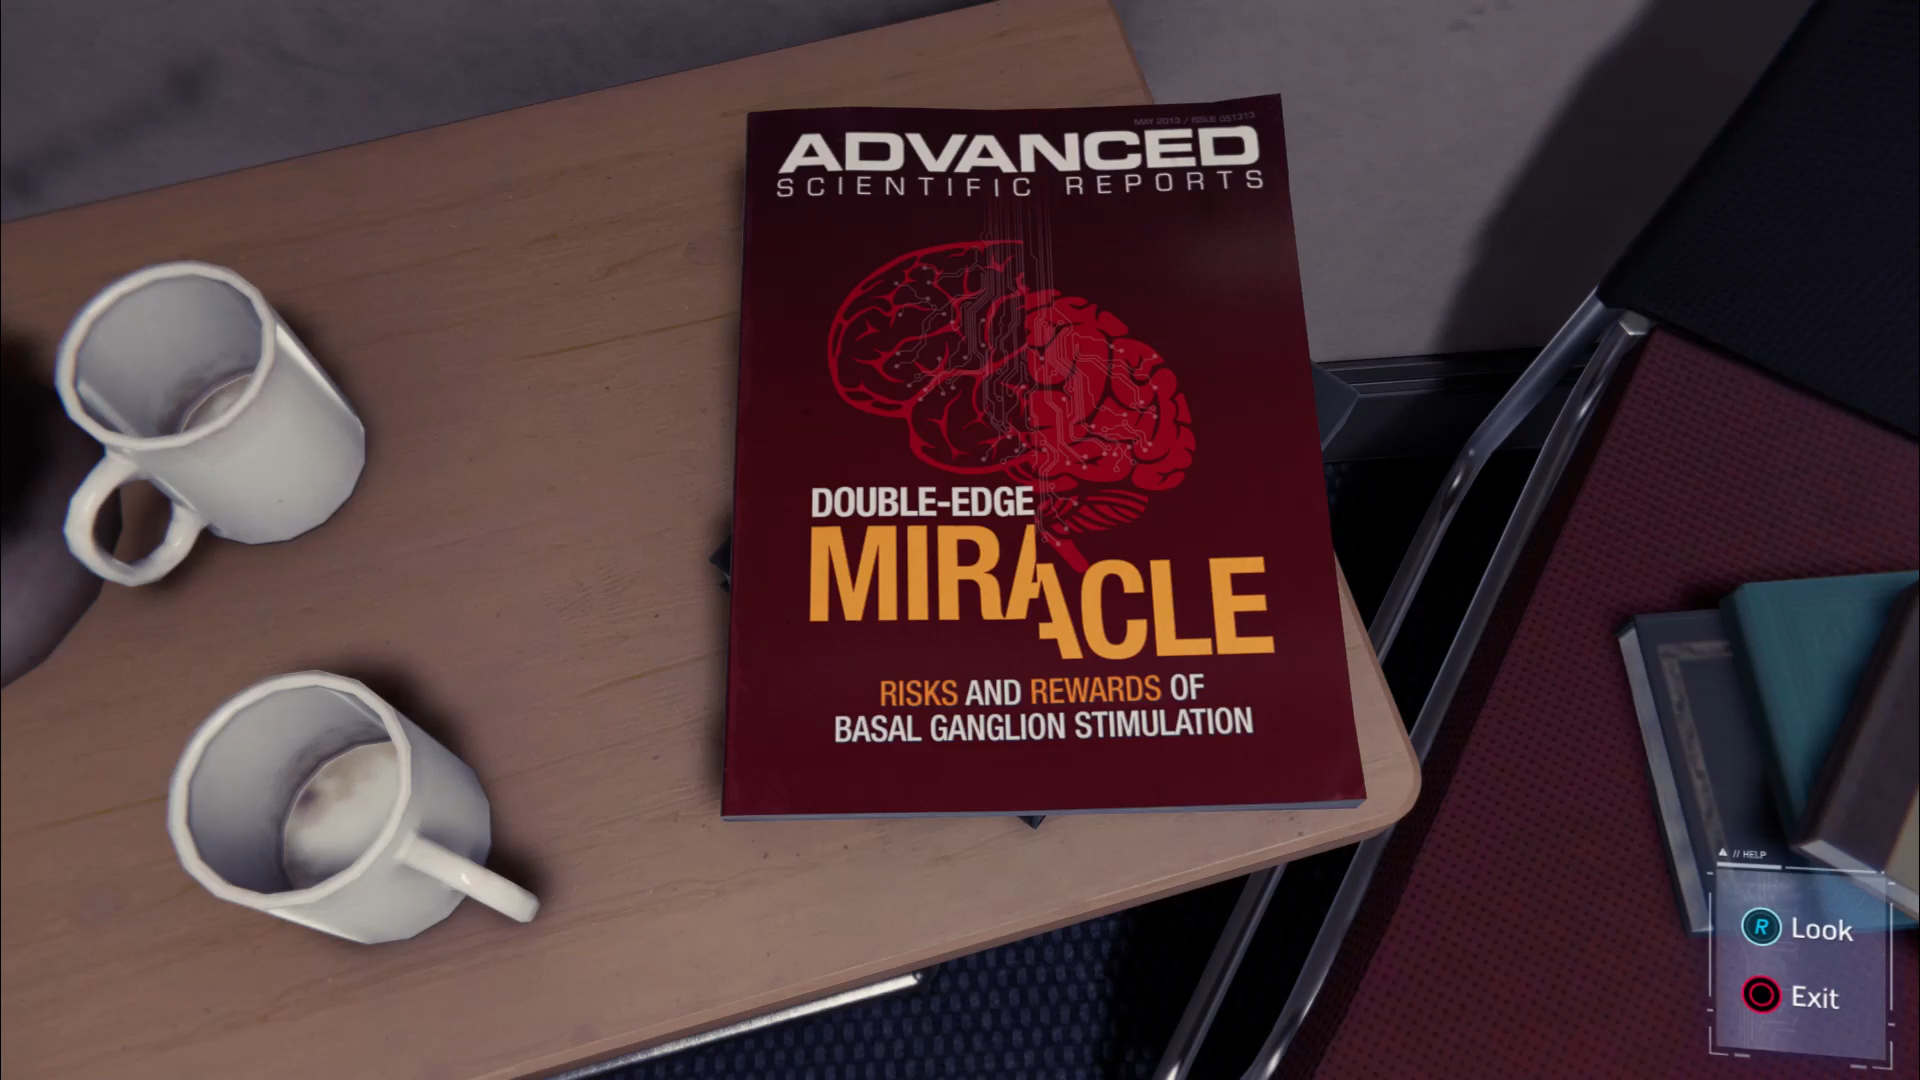 MAY 2013 / ISSUE 051313
ADVANCED
SCIENTIFIC REPORTS
DOUBLE-EDGE
MIRACLE
RISKS AND REWARDS OF
BASAL GANGLION STIMULATION
// HELP
R Look
Exit